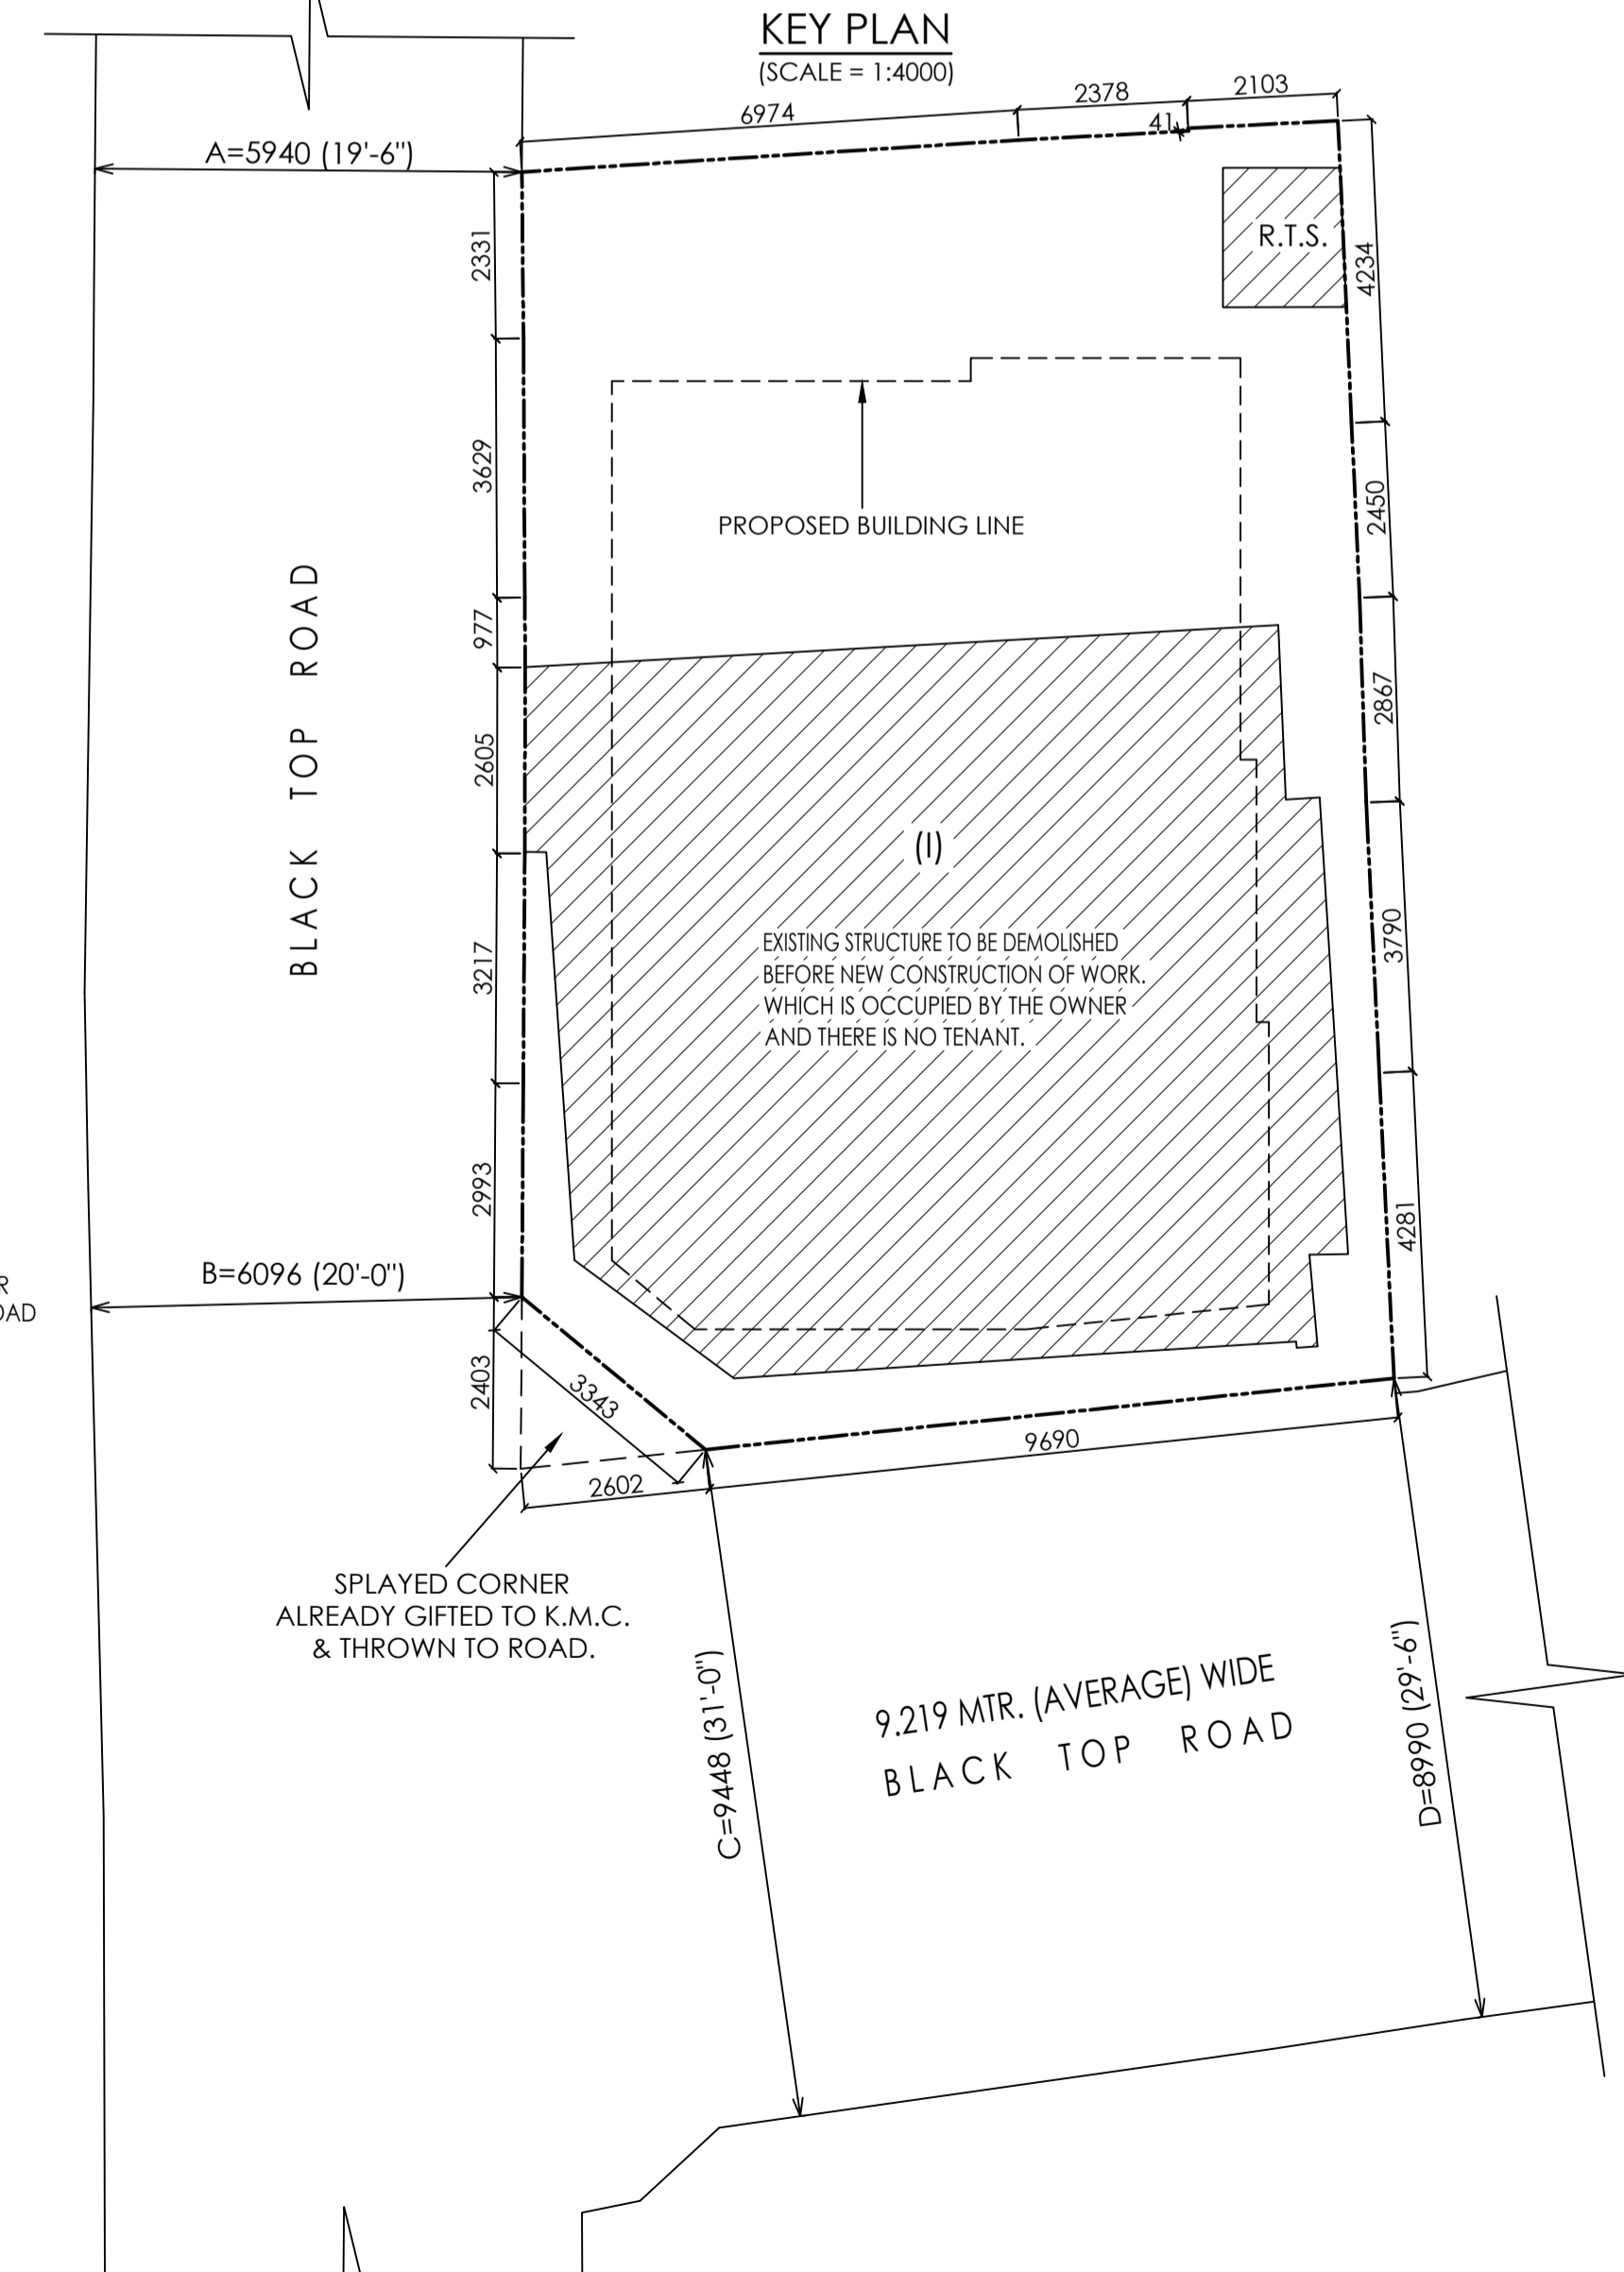 KEY PLAN
(SCALE = 1:4000)
6974
2378
2103
41
A=5940 (19'-6")
2331
R.T.S.
4234
3629
2450
PROPOSED BUILDING LINE
BLACK TOP ROAD
977
2867
2605
(I)
3790
EXISTING STRUCTURE TO BE DEMOLISHED
BEFORE NEW CONSTRUCTION OF WORK.
WHICH IS OCCUPIED BY THE OWNER
AND THERE IS NO TENANT.
3217
2993
4281
B=6096 (20'-0")
R
OAD
2403
3343
9690
2602
SPLAYED CORNER
ALREADY GIFTED TO K.M.C.
& THROWN TO ROAD.
C=9448 (31'-0")
9.219 MTR. (AVERAGE) WIDE
BLACK TOP ROAD
D=8990 (29'-6")